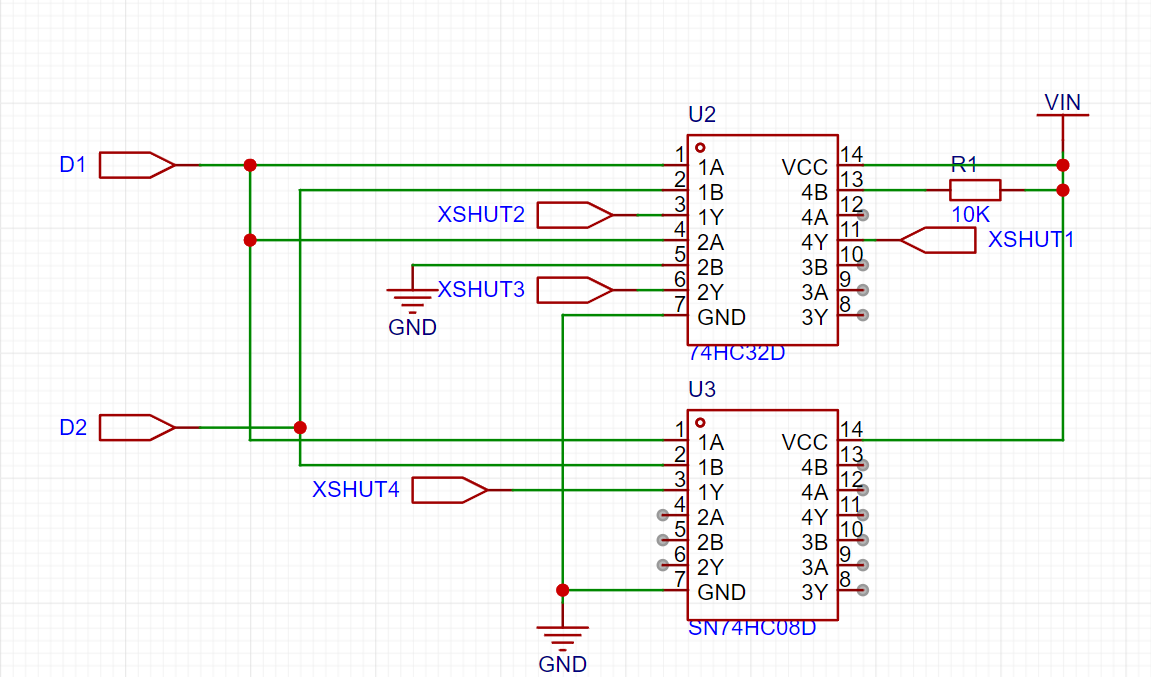 VIN
U2
D1
1 1A VCC 14
R1
2 1B 4B 13
10K
XSHUT2
3 1Y 4A 12
4 2A 4Y 11
XSHUT1
5 2B 3B 10
XSHUT3
6 2Y 3A 9
7 GND 3Y 8
GND
74HC32D
U3
D2
1 1A VCC 14
2 1B 4B 13
XSHUT4
3 1Y 4A 12
4 2A 4Y 11
5 2B 3B 10
6 2Y 3A 9
7 GND 3Y 8
SN74HC08D
GND